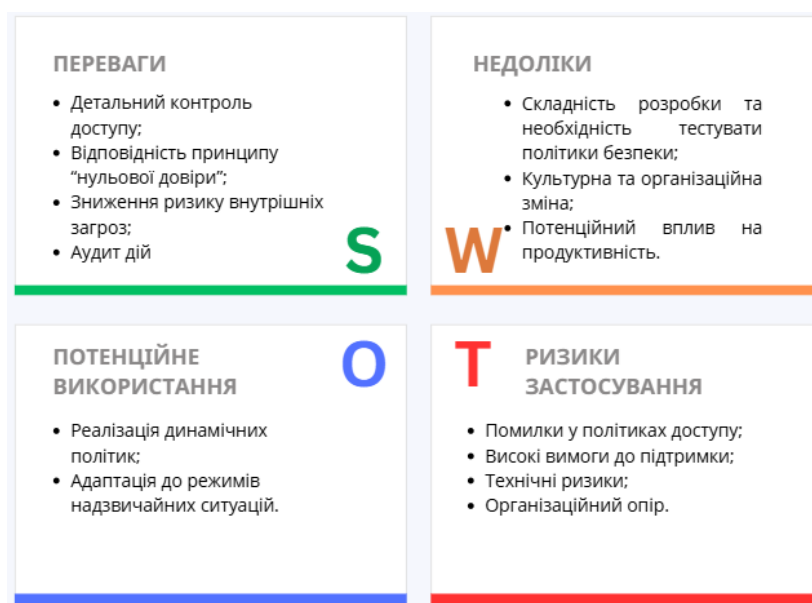 ПЕРЕВАГИ
• Детальний контроль
доступу;
• Відповідність принципу
“нульової довіри”;
• Зниження ризику внутрішніх
загроз;
• Аудит дій
S
НЕДОЛІКИ
• Складність розробки та
необхідність тестувати
політики безпеки;
• Культурна та організаційна
зміна;
• Потенційний вплив на
продуктивність.
W
ПОТЕНЦІЙНЕ
ВИКОРИСТАННЯ
O
• Реалізація динамічних
політик;
• Адаптація до режимів
надзвичайних ситуацій.
T
РИЗИКИ
ЗАСТОСУВАННЯ
• Помилки у політиках доступу;
• Високі вимоги до підтримки;
• Технічні ризики;
• Організаційний опір.